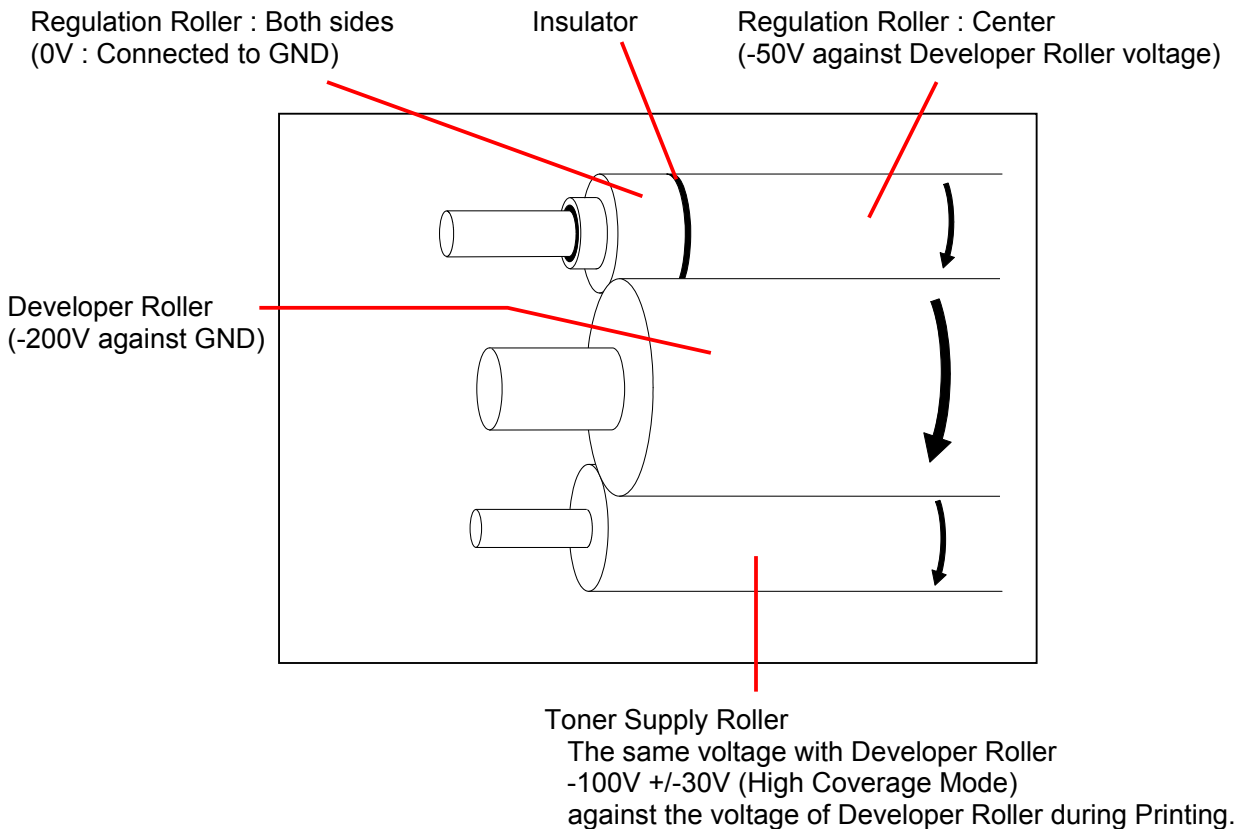 Regulation Roller : Both sides
(0V : Connected to GND)
Insulator
Regulation Roller : Center
(-50V against Developer Roller voltage)
Developer Roller
(-200V against GND)
Toner Supply Roller
The same voltage with Developer Roller
-100V +/-30V (High Coverage Mode)
against the voltage of Developer Roller during Printing.